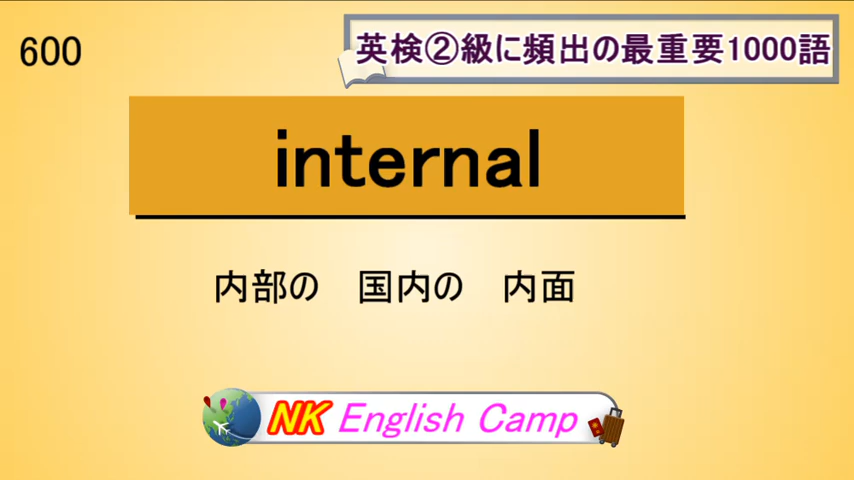 600
英検②級に頻出の最重要1000語
internal
内部の 国内の 内面
NK English Camp